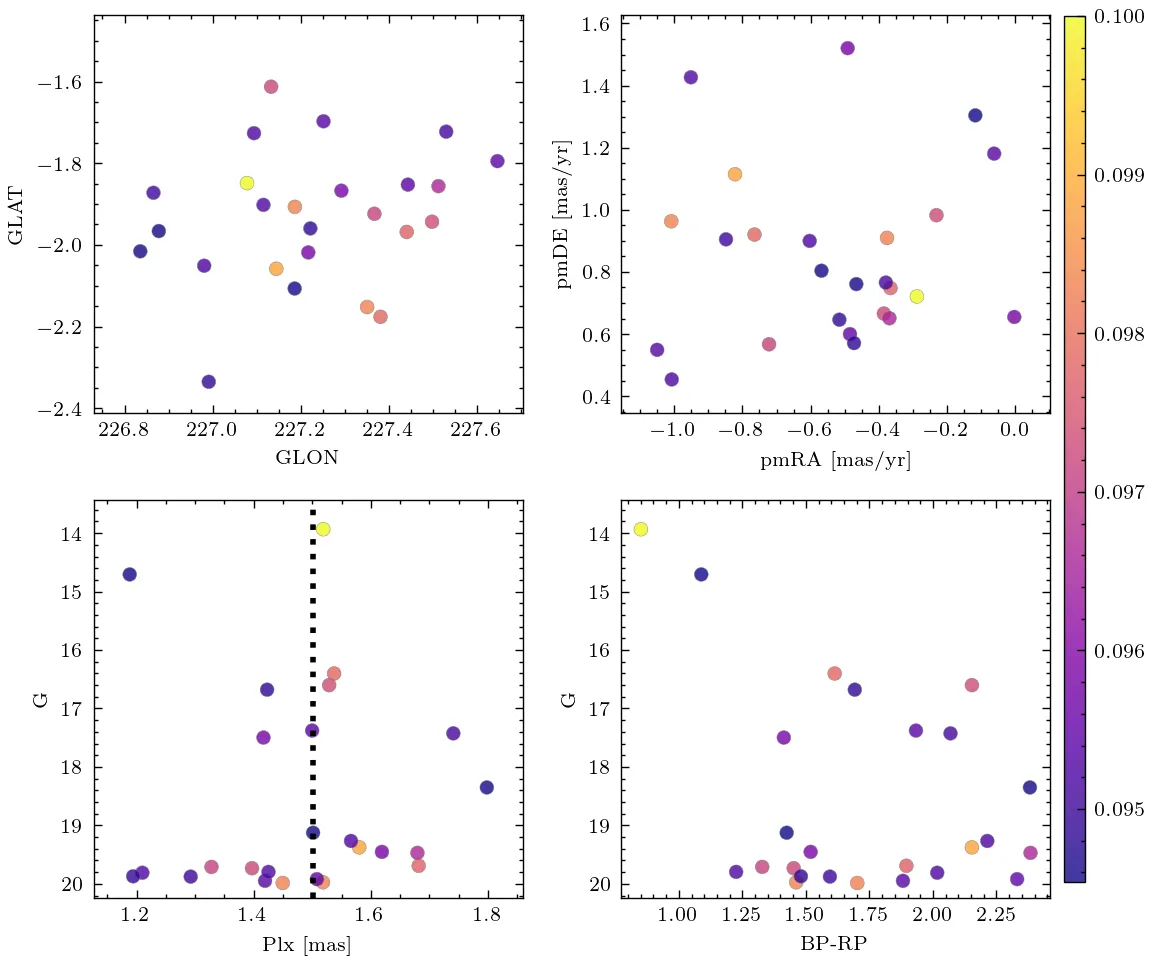 −1.6
−1.8
−2.0
−2.2
−2.4
GLAT
226.8 227.0 227.2 227.4 227.6
GLON
1.6
1.4
1.2
1.0
0.8
0.6
0.4
pmDE [mas/yr]
−1.0 −0.8 −0.6 −0.4 −0.2 0.0
pmRA [mas/yr]
14
15
16
17
18
19
20
G
1.2 1.4 1.6 1.8
Plx [mas]
14
15
16
17
18
19
20
G
1.00 1.25 1.50 1.75 2.00 2.25
BP-RP
0.100
0.099
0.098
0.097
0.096
0.095